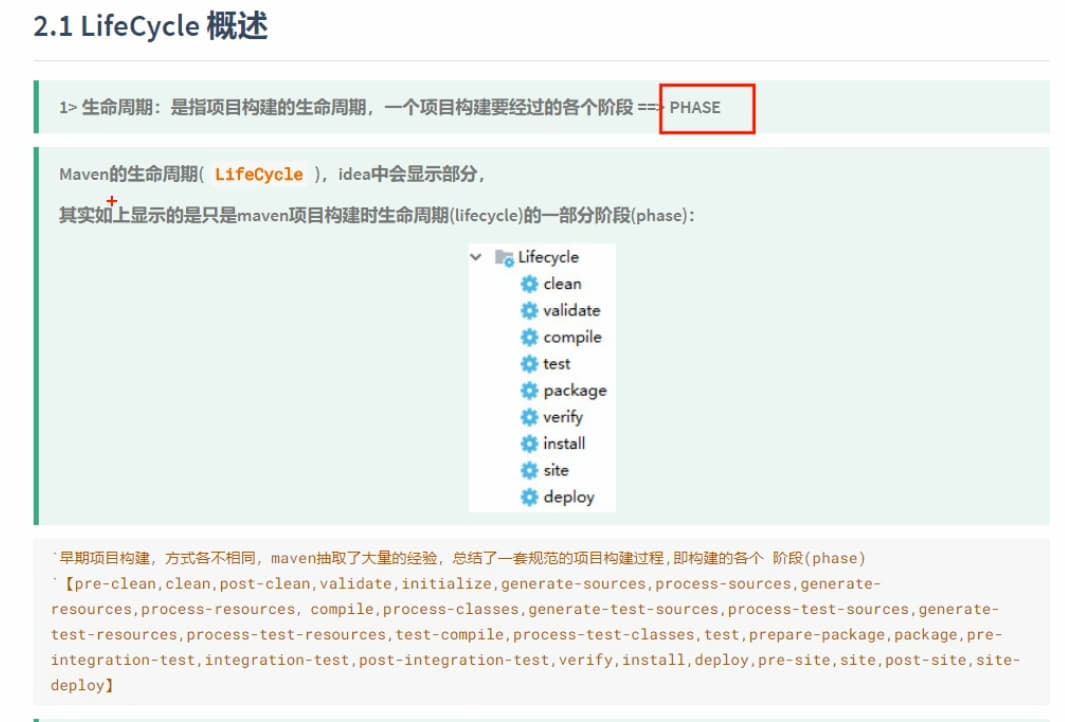 2.1 LifeCycle 概述
1> 生命周期：是指项目构建的生命周期，一个项目构建要经过的各个阶段 ==> PHASE
Maven的生命周期( LifeCycle )，idea中会显示部分，
其实如上显示的是只是maven项目构建时生命周期(lifecycle)的一部分阶段(phase)：
Lifecycle
clean
validate
compile
test
package
verify
install
site
deploy
`早期项目构建，方式各不相同，maven抽取了大量的经验，总结了一套规范的项目构建过程,即构建的各个 阶段(phase)
`【pre-clean,clean,post-clean,validate,initialize,generate-sources,process-sources,generate-
resources,process-resources, compile,process-classes,generate-test-sources,process-test-sources,generate-
test-resources,process-test-resources,test-compile,process-test-classes,test,prepare-package,package,pre-
integration-test,integration-test,post-integration-test,verify,install,deploy,pre-site,site,post-site,site-
deploy】